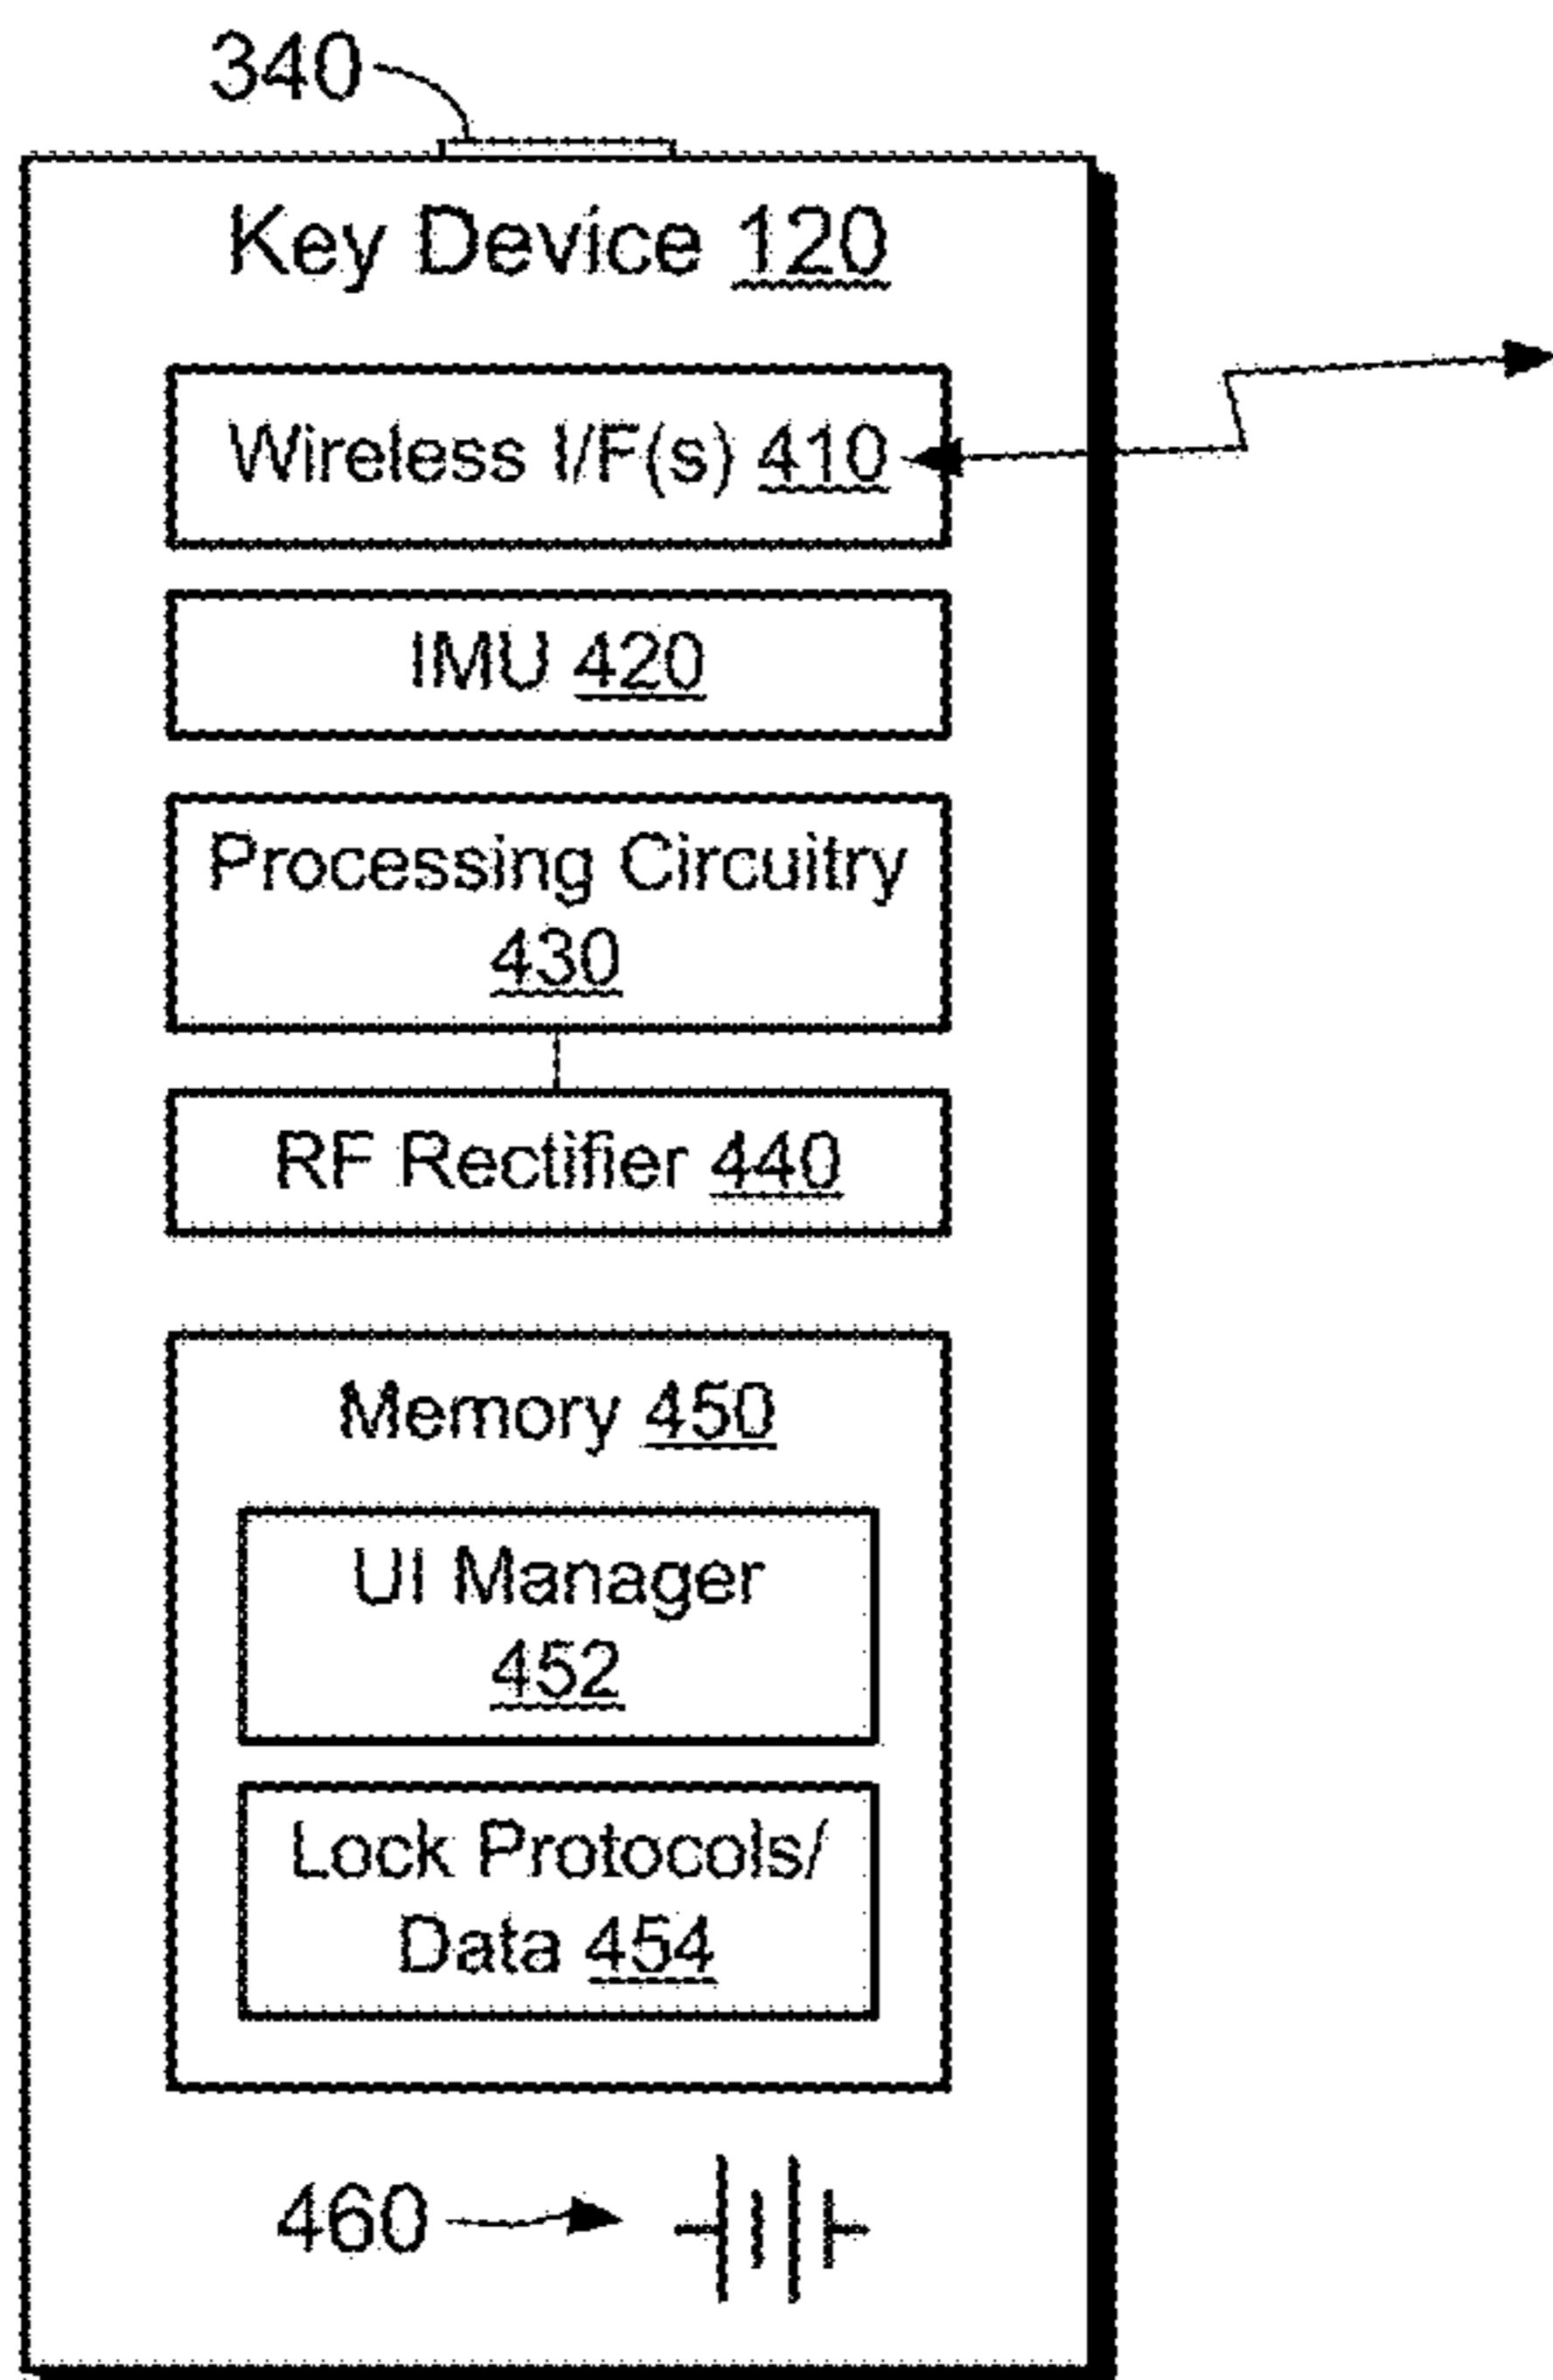 340
Key Device 120
Wireless I/F(s) 410
IMU 420
Processing Circuitry
430
RF Rectifier 440
Memory 450
UI Manager
452
Lock Protocols/
Data 454
460